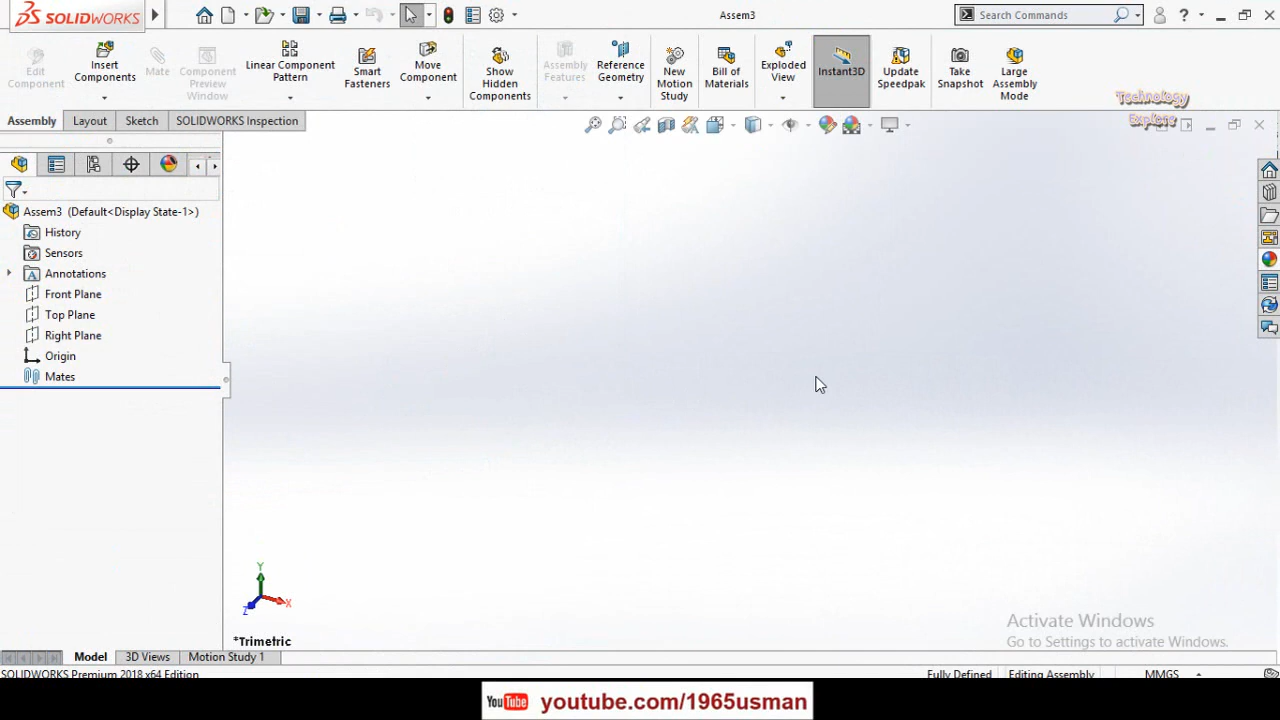 SOLIDWORKS
Assem3
Search Commands
?
Edit Component
Insert Components
Mate
Component Preview Window
Linear Component Pattern
Smart Fasteners
Move Component
Show Hidden Components
Assembly Features
Reference Geometry
New Motion Study
Bill of Materials
Exploded View
Instant3D
Update Speedpak
Take Snapshot
Large Assembly Mode
Technology
Explore
Assembly
Layout
Sketch
SOLIDWORKS Inspection
Assem3 (Default<Display State-1>)
History
Sensors
Annotations
Front Plane
Top Plane
Right Plane
Origin
Mates
Y
X
Z
*Trimetric
Activate Windows
Go to Settings to activate Windows.
Model
3D Views
Motion Study 1
SOLIDWORKS Premium 2018 x64 Edition
Fully Defined
Editing Assembly
MMGS
YouTube
youtube.com/1965usman